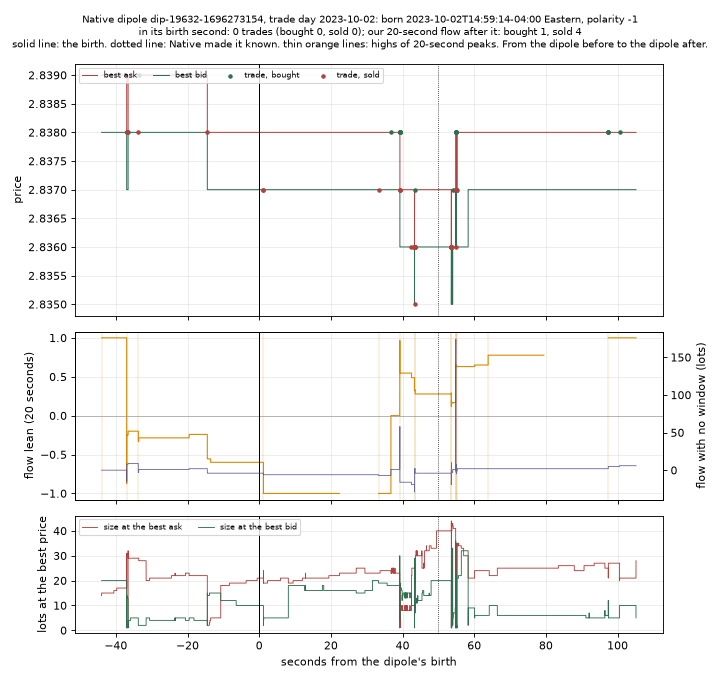 Native dipole dip-19632-1696273154, trade day 2023-10-02: born 2023-10-02T14:59:14-04:00 Eastern, polarity -1
in its birth second: 0 trades (bought 0, sold 0); our 20-second flow after it: bought 1, sold 4
solid line: the birth. dotted line: Native made it known. thin orange lines: highs of 20-second peaks. From the dipole before to the dipole after.
best ask
best bid
trade, bought
trade, sold
2.8390
2.8385
2.8380
2.8375
2.8370
2.8365
2.8360
2.8355
2.8350
price
1.0
0.5
0.0
−0.5
−1.0
flow lean (20 seconds)
150
100
50
0
flow with no window (lots)
size at the best ask
size at the best bid
40
30
20
10
0
lots at the best price
−40
−20
0
20
40
60
80
100
seconds from the dipole's birth